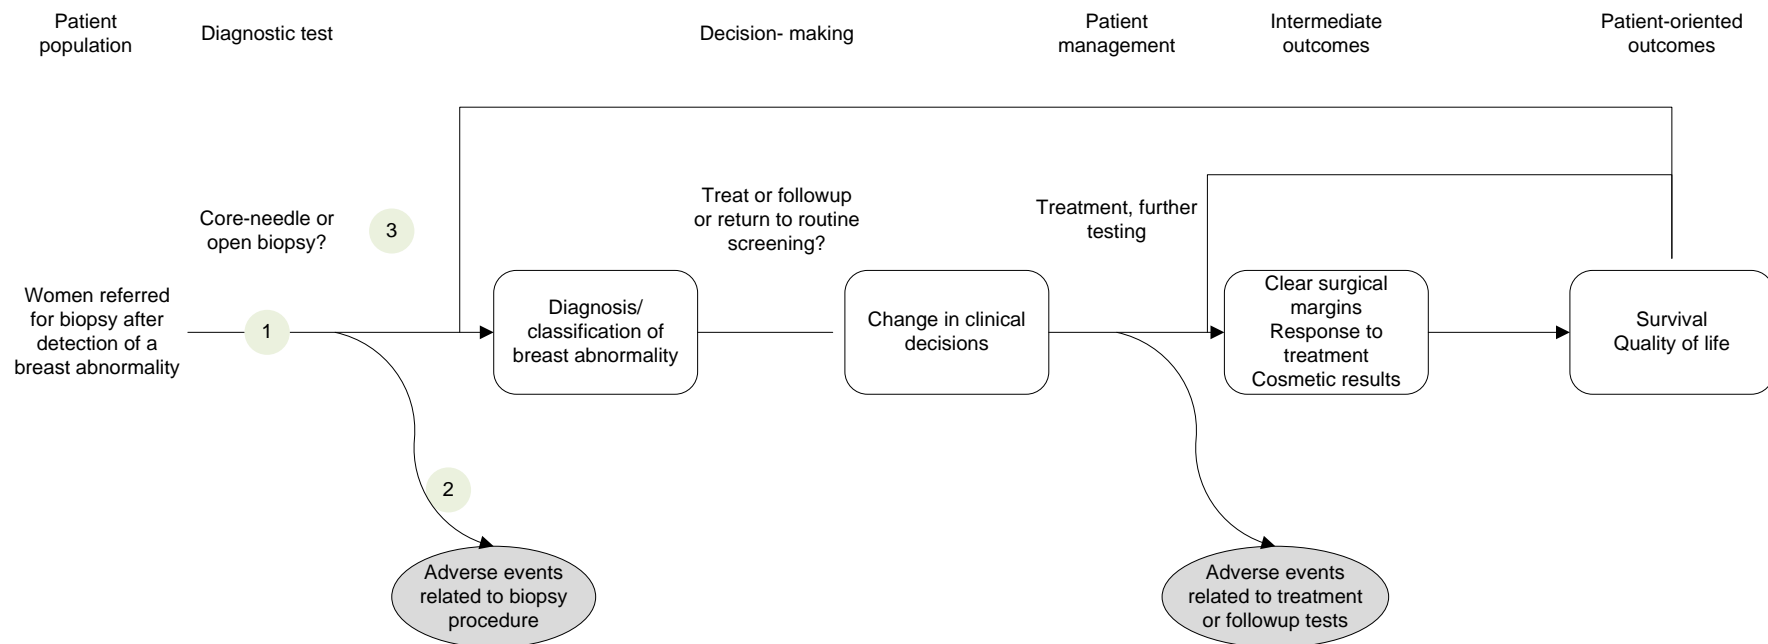 Patient
population
Diagnostic test
Decision- making
Patient
management
Intermediate
outcomes
Patient-oriented
outcomes
Core-needle or
open biopsy?
3
Treat or followup
or return to routine
screening?
Treatment, further
testing
Women referred
for biopsy after
detection of a
breast abnormality
1
Diagnosis/
classification of
breast abnormality
Change in clinical
decisions
Clear surgical
margins
Response to
treatment
Cosmetic results
Survival
Quality of life
2
Adverse events
related to biopsy
procedure
Adverse events
related to treatment
or followup tests